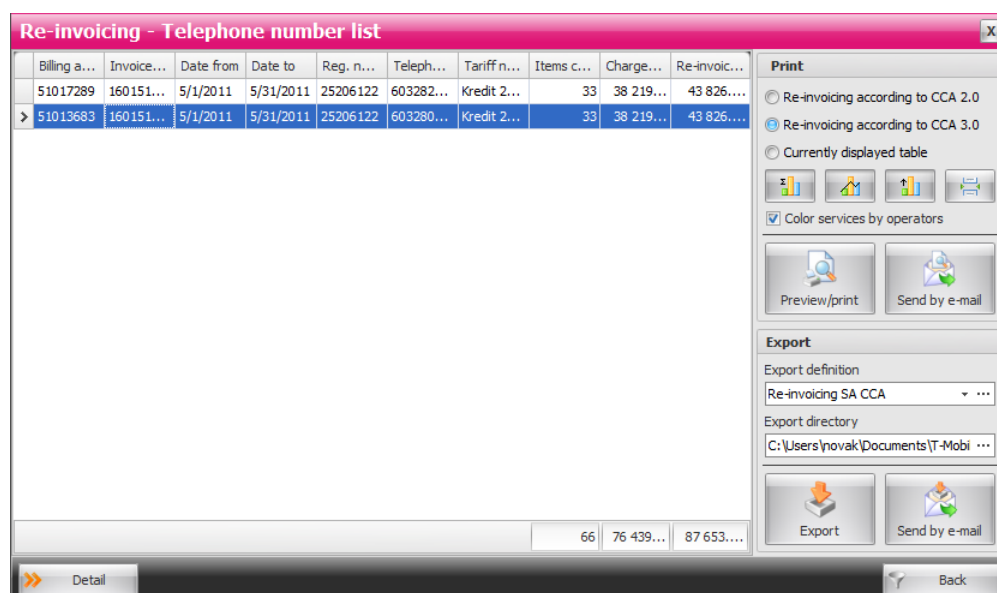 Re-invoicing - Telephone number list
X
Billing a... Invoice... Date from Date to Reg. n... Teleph... Tariff n... Items c... Charge... Re-invoic...
51017289 160151... 5/1/2011 5/31/2011 25206122 603282... Kredit 2... 33 38 219... 43 826....
51013683 160151... 5/1/2011 5/31/2011 25206122 603280... Kredit 2... 33 38 219... 43 826....
66 76 439... 87 653....
Print
Re-invoicing according to CCA 2.0
Re-invoicing according to CCA 3.0
Currently displayed table
Color services by operators
Preview/print Send by e-mail
Export
Export definition
Re-invoicing SA CCA ...
Export directory
C:\Users\novak\Documents\T-Mobi ...
Export Send by e-mail
Detail Back